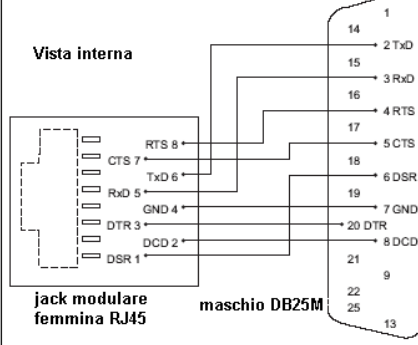 Vista interna
RTS 8
CTS 7
TxD 6
RxD 5
GND 4
DTR 3
DCD 2
DSR 1
jack modulare
femmina RJ45
maschio DB25M
1
14
2 TxD
15
3 RxD
16
4 RTS
17
5 CTS
18
6 DSR
19
7 GND
20 DTR
8 DCD
21
9
22
25
13